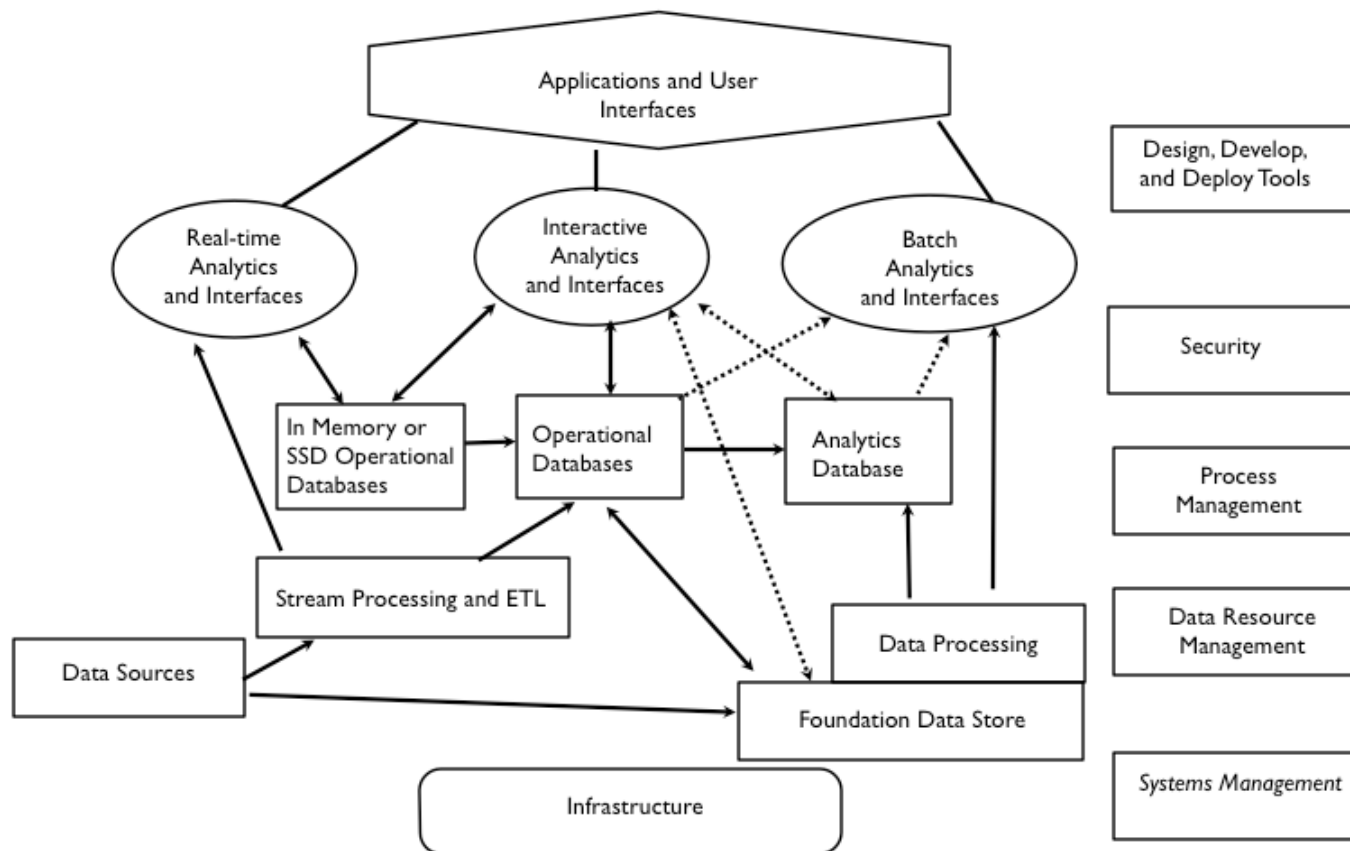 Applications and User
Interfaces
Design, Develop,
and Deploy Tools
Real-time
Analytics
and Interfaces
Interactive
Analytics
and Interfaces
Batch
Analytics
and Interfaces
Security
In Memory or
SSD Operational
Databases
Operational
Databases
Analytics
Database
Process
Management
Stream Processing and ETL
Data Processing
Data Resource
Management
Data Sources
Foundation Data Store
Infrastructure
Systems Management